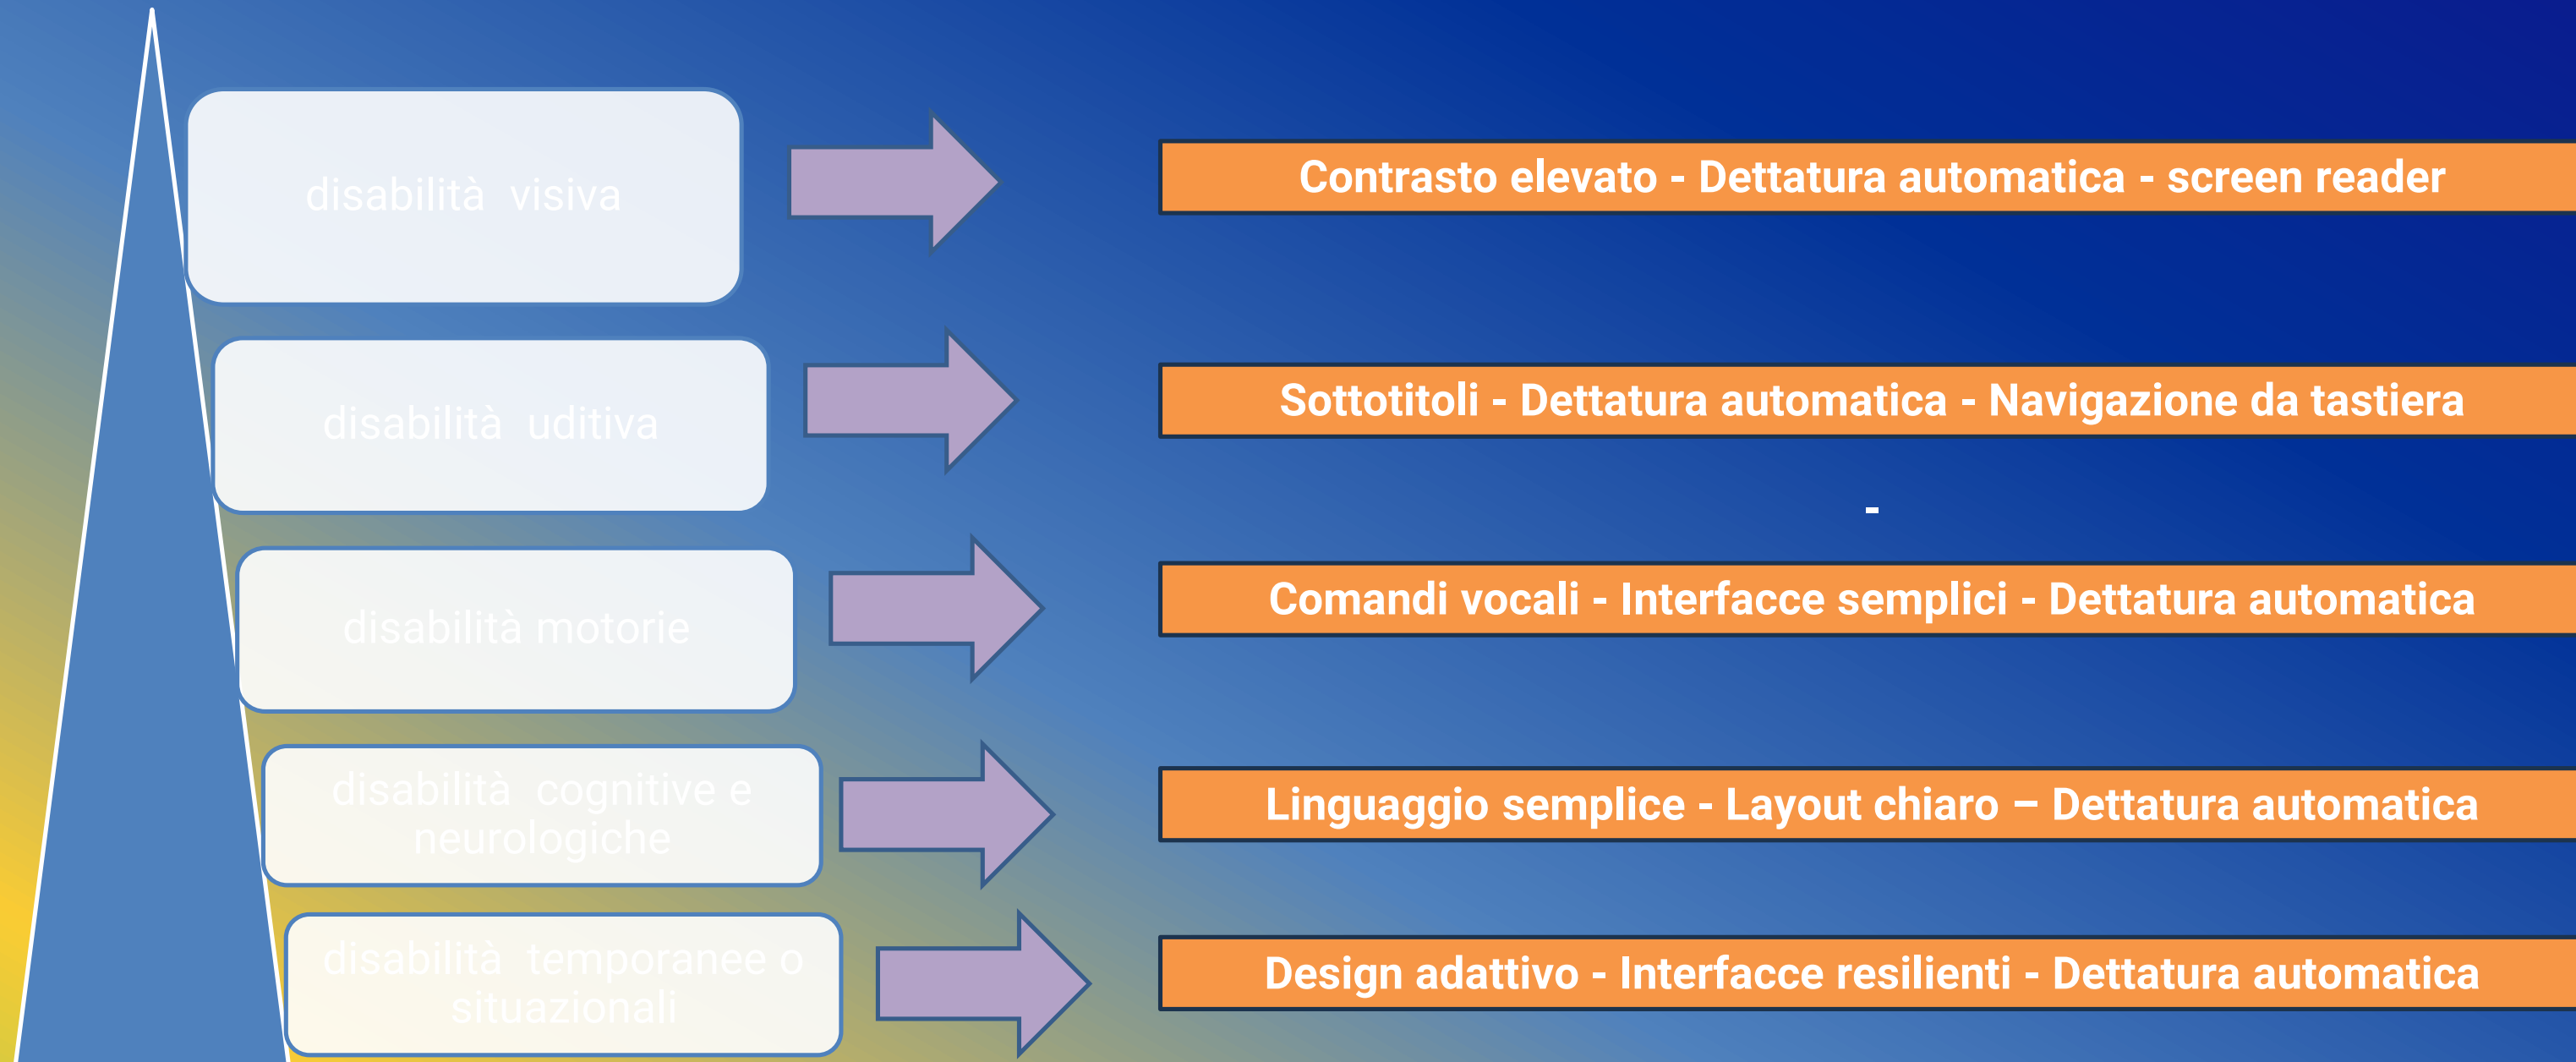 disabilità visiva
Contrasto elevato - Dettatura automatica - screen reader
disabilità uditiva
Sottotitoli - Dettatura automatica - Navigazione da tastiera
-
disabilità motorie
Comandi vocali - Interfacce semplici - Dettatura automatica
disabilità cognitive e
neurologiche
Linguaggio semplice - Layout chiaro – Dettatura automatica
disabilità temporanee o
situazionali
Design adattivo - Interfacce resilienti - Dettatura automatica